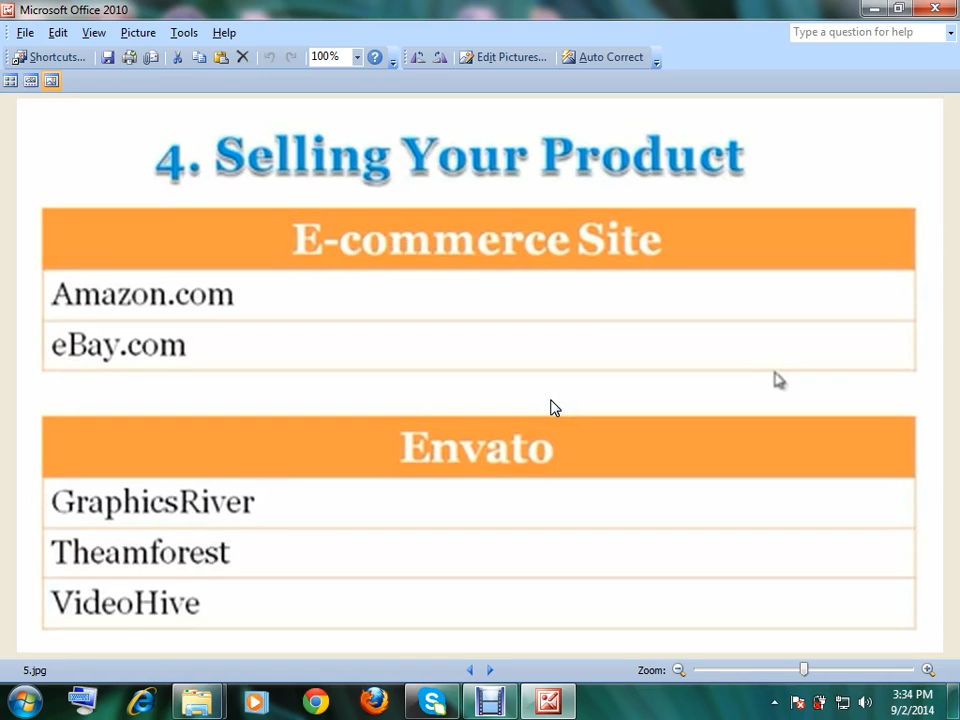 Microsoft Office 2010
File Edit View Picture Tools Help
Type a question for help
Shortcuts...
100%
Edit Pictures...
Auto Correct
4. Selling Your Product
E-commerce Site
Amazon.com
eBay.com
Envato
GraphicsRiver
Theamforest
VideoHive
5.jpg
Zoom:
3:34 PM
9/2/2014